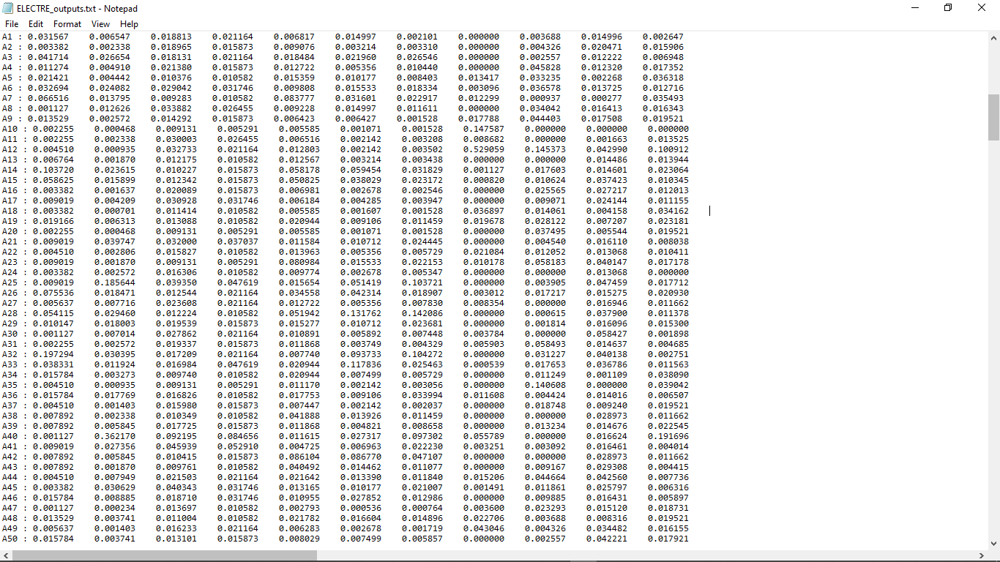 ELECTRE_outputs.txt - Notepad
File Edit Format View Help
A1 : 0.031567 0.006547 0.018813 0.021164 0.006817 0.014997 0.002101 0.000000 0.003688 0.014996 0.002647
A2 : 0.003382 0.002338 0.018965 0.015873 0.009076 0.003214 0.003310 0.000000 0.004326 0.020471 0.015906
A3 : 0.041714 0.026654 0.018131 0.021164 0.018484 0.021960 0.026546 0.000000 0.002557 0.012222 0.006948
A4 : 0.011274 0.004910 0.021380 0.015873 0.012722 0.005356 0.010440 0.000000 0.045828 0.012320 0.017352
A5 : 0.021421 0.004442 0.010376 0.010582 0.015359 0.010177 0.008403 0.013417 0.033235 0.002268 0.036318
A6 : 0.032694 0.024082 0.029042 0.031746 0.009808 0.015533 0.018334 0.003096 0.036578 0.013725 0.012716
A7 : 0.066516 0.013795 0.009283 0.010582 0.083777 0.031601 0.022917 0.012299 0.000937 0.000277 0.035493
A8 : 0.001127 0.012626 0.033882 0.026455 0.009228 0.014997 0.011611 0.000000 0.034042 0.016413 0.016343
A9 : 0.013529 0.002572 0.014292 0.015873 0.006423 0.006427 0.001528 0.017788 0.044403 0.017508 0.019521
A10 : 0.002255 0.000468 0.009131 0.005291 0.005585 0.001071 0.001528 0.147587 0.000000 0.000000 0.000000
A11 : 0.002255 0.002338 0.030003 0.026455 0.006516 0.002142 0.003208 0.008682 0.000000 0.001663 0.013525
A12 : 0.004510 0.000935 0.032733 0.021164 0.012803 0.002142 0.003502 0.529059 0.145373 0.042990 0.100912
A13 : 0.006764 0.001870 0.012175 0.010582 0.012567 0.003214 0.003438 0.000000 0.000000 0.014486 0.013944
A14 : 0.103720 0.023615 0.010227 0.015873 0.058178 0.059454 0.031829 0.001127 0.017603 0.014601 0.023064
A15 : 0.058625 0.015899 0.012342 0.015873 0.050825 0.038029 0.023172 0.000820 0.010624 0.037423 0.010345
A16 : 0.003382 0.001637 0.020089 0.015873 0.006981 0.002678 0.002546 0.000000 0.025565 0.027217 0.012013
A17 : 0.009019 0.004209 0.030928 0.031746 0.006184 0.004285 0.003947 0.000000 0.009071 0.024144 0.011155
A18 : 0.003382 0.000701 0.011414 0.010582 0.005585 0.001607 0.001528 0.036897 0.014061 0.004158 0.034162
A19 : 0.019166 0.006313 0.013088 0.010582 0.020944 0.009106 0.011459 0.019678 0.028122 0.007207 0.023181
A20 : 0.002255 0.000468 0.009131 0.005291 0.005585 0.001071 0.001528 0.000000 0.037495 0.005544 0.019521
A21 : 0.009019 0.039747 0.032000 0.037037 0.011584 0.010712 0.024445 0.000000 0.004540 0.016110 0.008038
A22 : 0.004510 0.002806 0.015827 0.010582 0.013963 0.005356 0.005729 0.021084 0.012052 0.013068 0.010411
A23 : 0.009019 0.001870 0.009131 0.005291 0.080984 0.015533 0.022153 0.010178 0.058183 0.040147 0.017178
A24 : 0.003382 0.002572 0.016306 0.010582 0.009774 0.002678 0.005347 0.000000 0.000000 0.013068 0.000000
A25 : 0.009019 0.185644 0.039350 0.047619 0.015654 0.051419 0.103721 0.000000 0.003905 0.047459 0.017712
A26 : 0.075536 0.018471 0.012544 0.021164 0.034558 0.042314 0.018907 0.003012 0.017217 0.015275 0.020930
A27 : 0.005637 0.007716 0.023608 0.021164 0.012722 0.005356 0.007830 0.008354 0.000000 0.016946 0.011662
A28 : 0.054115 0.029460 0.012224 0.010582 0.051942 0.131762 0.142086 0.000000 0.000615 0.037900 0.011378
A29 : 0.010147 0.018003 0.019539 0.015873 0.015277 0.010712 0.023681 0.000000 0.001814 0.016096 0.015300
A30 : 0.001127 0.007014 0.027862 0.021164 0.010891 0.005892 0.007448 0.003784 0.000000 0.058427 0.001898
A31 : 0.002255 0.002572 0.019337 0.015873 0.011868 0.003749 0.004329 0.005903 0.058493 0.014637 0.004685
A32 : 0.197294 0.030395 0.017209 0.021164 0.007740 0.093733 0.104272 0.000000 0.031227 0.040138 0.002751
A33 : 0.038331 0.011924 0.016984 0.047619 0.020944 0.117836 0.025463 0.000539 0.017653 0.036786 0.011563
A34 : 0.015784 0.003273 0.009740 0.010582 0.020944 0.007499 0.005729 0.000000 0.011249 0.001109 0.038090
A35 : 0.004510 0.000935 0.009131 0.005291 0.011170 0.002142 0.003056 0.000000 0.140608 0.000000 0.039042
A36 : 0.015784 0.017769 0.016826 0.010582 0.017753 0.009106 0.033994 0.011608 0.004424 0.014016 0.006507
A37 : 0.004510 0.001403 0.015980 0.015873 0.007447 0.002142 0.002037 0.000000 0.018748 0.009240 0.019521
A38 : 0.007892 0.002338 0.010349 0.010582 0.041888 0.013926 0.011459 0.000000 0.000000 0.028973 0.011662
A39 : 0.007892 0.005845 0.017725 0.015873 0.011868 0.004821 0.008658 0.000000 0.013234 0.014676 0.022545
A40 : 0.001127 0.362170 0.092195 0.084656 0.011615 0.027317 0.097302 0.055789 0.000000 0.016624 0.191696
A41 : 0.009019 0.027356 0.045939 0.052910 0.004725 0.006963 0.022230 0.003251 0.003092 0.016461 0.004014
A42 : 0.007892 0.005845 0.010415 0.015873 0.086104 0.086770 0.047107 0.000000 0.000000 0.028973 0.011662
A43 : 0.007892 0.001870 0.009761 0.010582 0.040492 0.014462 0.011077 0.000000 0.009167 0.029308 0.004415
A44 : 0.004510 0.007949 0.021503 0.021164 0.021642 0.013390 0.011840 0.015206 0.044664 0.042560 0.007736
A45 : 0.003382 0.030629 0.040343 0.031746 0.013165 0.010177 0.021007 0.001491 0.011861 0.025797 0.006316
A46 : 0.015784 0.008885 0.018710 0.031746 0.010955 0.027852 0.012986 0.000000 0.009885 0.016431 0.005897
A47 : 0.001127 0.000234 0.013697 0.010582 0.002793 0.000536 0.000764 0.003600 0.023293 0.015120 0.018731
A48 : 0.013529 0.003741 0.011004 0.010582 0.021782 0.016604 0.014896 0.022706 0.003688 0.008316 0.019521
A49 : 0.005637 0.001403 0.016233 0.021164 0.006283 0.002678 0.001719 0.043046 0.004326 0.034482 0.016155
A50 : 0.015784 0.003741 0.013101 0.015873 0.008029 0.007499 0.005857 0.000000 0.002557 0.042221 0.017921